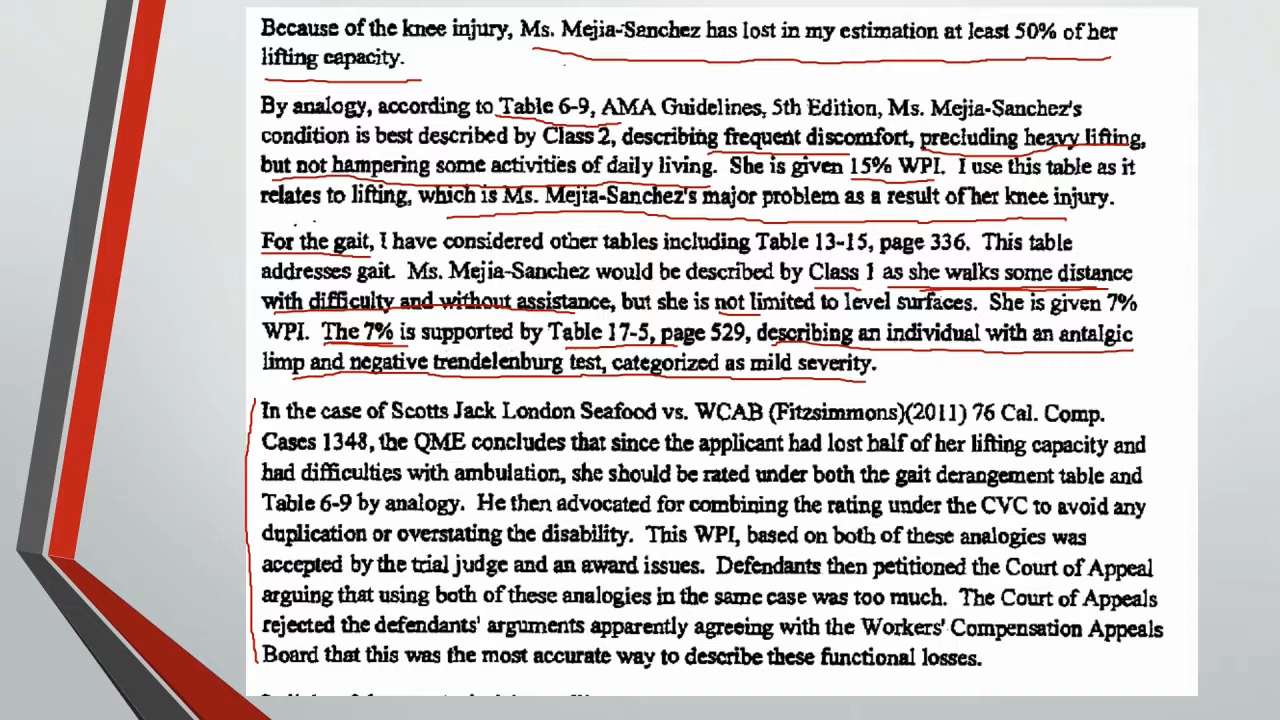 Because of the knee injury, Ms. Mejia-Sanchez has lost in my estimation at least 50% of her
lifting capacity.
By analogy, according to Table 6-9, AMA Guidelines, 5th Edition, Ms. Mejia-Sanchez's
condition is best described by Class 2, describing frequent discomfort, precluding heavy lifting,
but not hampering some activities of daily living. She is given 15% WPI. I use this table as it
relates to lifting, which is Ms. Mejia-Sanchez's major problem as a result of her knee injury.
For the gait, I have considered other tables including Table 13-15, page 336. This table
addresses gait. Ms. Mejia-Sanchez would be described by Class 1 as she walks some distance
with difficulty and without assistance, but she is not limited to level surfaces. She is given 7%
WPI. The 7% is supported by Table 17-5, page 529, describing an individual with an antalgic
limp and negative trendelenburg test, categorized as mild severity.
In the case of Scotts Jack London Seafood vs. WCAB (Fitzsimmons)(2011) 76 Cal. Comp.
Cases 1348, the QME concludes that since the applicant had lost half of her lifting capacity and
had difficulties with ambulation, she should be rated under both the gait derangement table and
Table 6-9 by analogy. He then advocated for combining the rating under the CVC to avoid any
duplication or overstating the disability. This WPI, based on both of these analogies was
accepted by the trial judge and an award issues. Defendants then petitioned the Court of Appeal
arguing that using both of these analogies in the same case was too much. The Court of Appeals
rejected the defendants' arguments apparently agreeing with the Workers' Compensation Appeals
Board that this was the most accurate way to describe these functional losses.